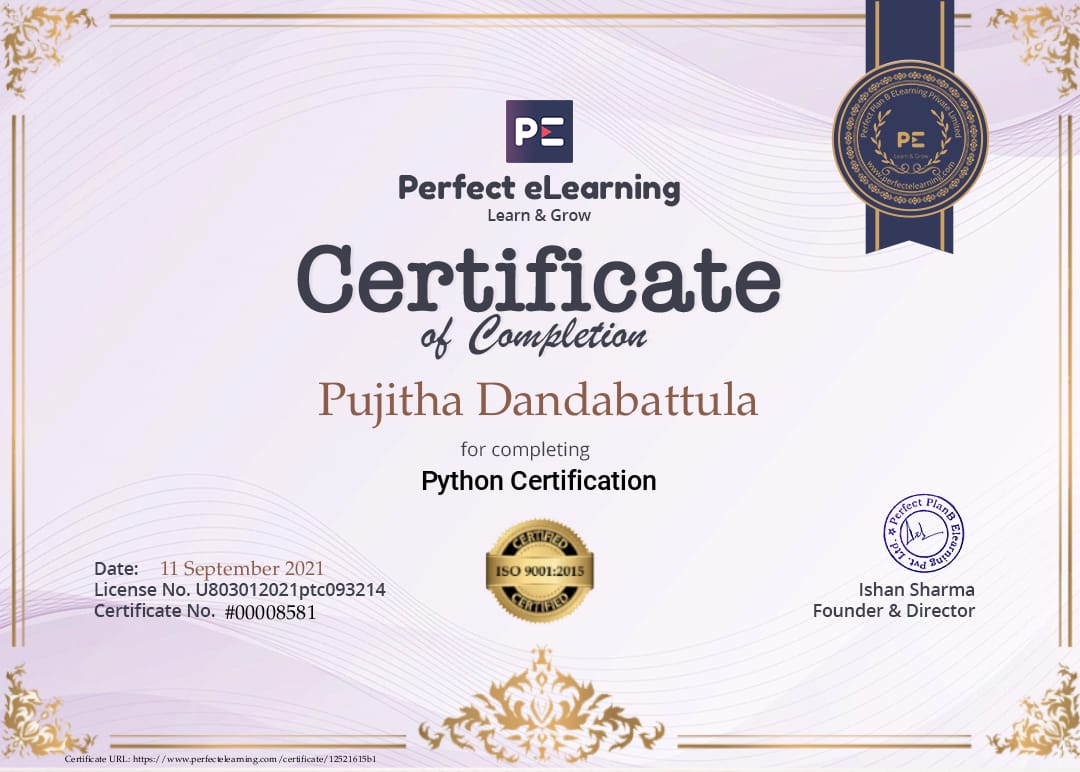 Perfect Plan B ELearning Private Limited
PE
Learn & Grow
www.perfectelearning.com
PE
Perfect eLearning
Learn & Grow
Certificate
of Completion
Pujitha Dandabattula
for completing
Python Certification
CERTIFIED
ISO 9001:2015
CERTIFIED
Perfect PlanB Elearning Pvt. Ltd.
Date: 11 September 2021
License No. U803012021ptc093214
Certificate No. #00008581
Ishan Sharma
Founder & Director
Certificate URL: https://www.perfectelearning.com/certificate/12521615b1